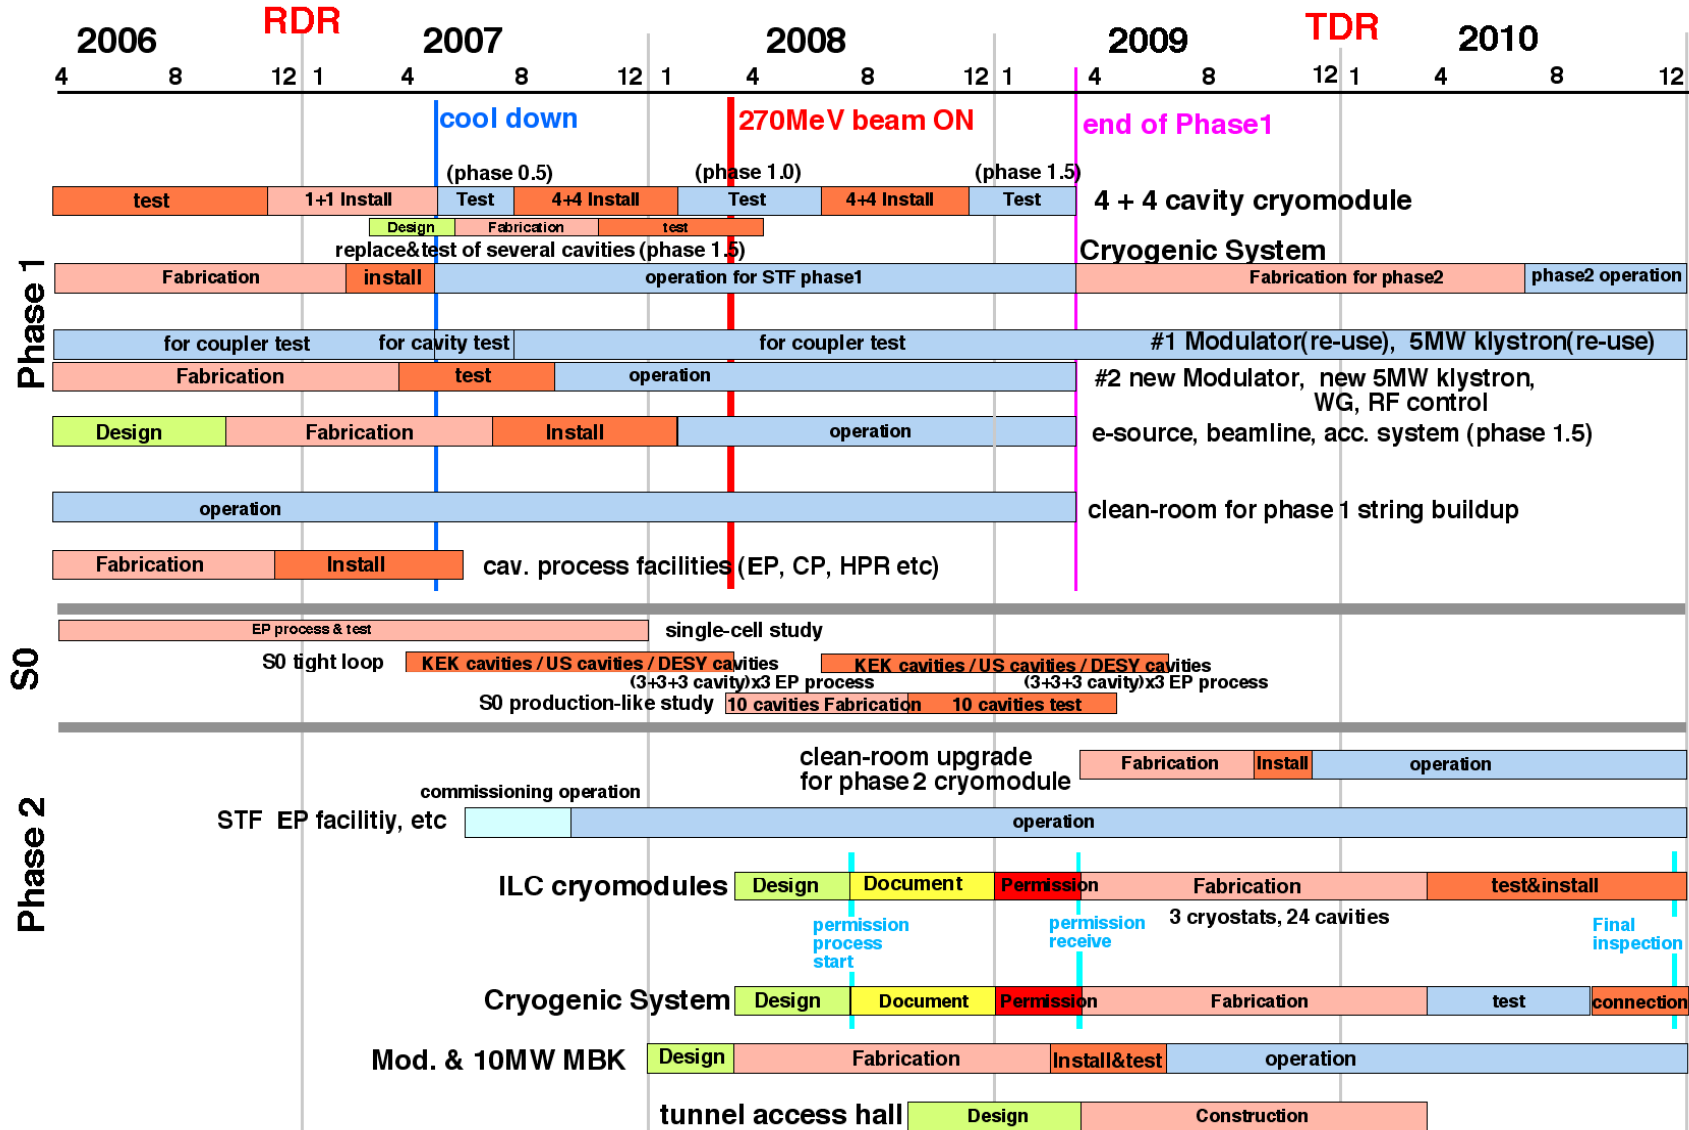 RDR TDR
2006 2007 2008 2009 2010
4 8 12 1 4 8 12 1 4 8 12 1 4 8 12 1 4 8 12
cool down 270MeV beam ON end of Phase1
(phase 0.5) (phase 1.0) (phase 1.5)
test 1+1 Install Test 4+4 Install Test 4+4 Install Test 4 + 4 cavity cryomodule
Design Fabrication test
replace&test of several cavities (phase 1.5) Cryogenic System
Phase 1
Fabrication install operation for STF phase1 Fabrication for phase2 phase2 operation
for coupler test for cavity test for coupler test #1 Modulator(re-use), 5MW klystron(re-use)
Fabrication test operation #2 new Modulator, new 5MW klystron,
WG, RF control
Design Fabrication Install operation e-source, beamline, acc. system (phase 1.5)
operation clean-room for phase 1 string buildup
Fabrication Install cav. process facilities (EP, CP, HPR etc)
S0
EP process & test single-cell study
S0 tight loop KEK cavities / US cavities / DESY cavities KEK cavities / US cavities / DESY cavities
(3+3+3 cavity)x3 EP process (3+3+3 cavity)x3 EP process
S0 production-like study 10 cavities Fabrication 10 cavities test
Phase 2
clean-room upgrade
for phase 2 cryomodule Fabrication Install operation
commissioning operation
STF EP facilitiy, etc operation
ILC cryomodules Design Document Permission Fabrication test&install
3 cryostats, 24 cavities
permission
process
start
permission
receive
Final
inspection
Cryogenic System Design Document Permission Fabrication test connection
Mod. & 10MW MBK Design Fabrication Install&test operation
tunnel access hall Design Construction